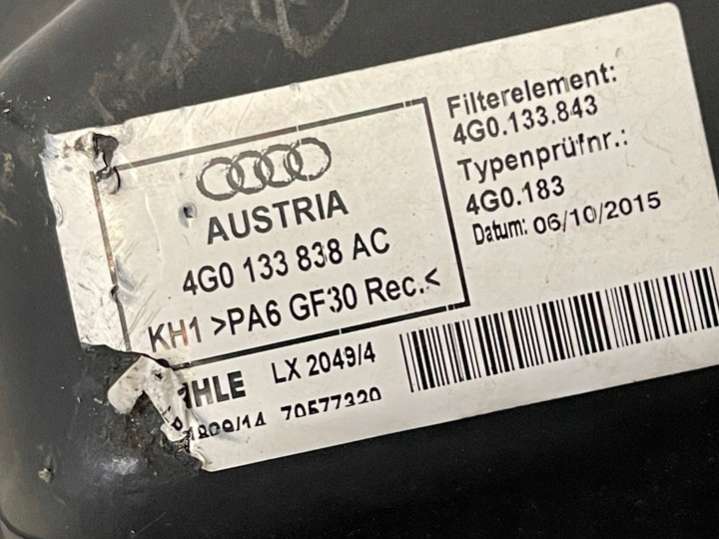 AUSTRIA
4G0 133 838 AC
KH1 >PA6 GF30 Rec.<
LX 2049/4
70577320
Filterelement:
4G0.133.843
Typenprüfnr.:
4G0.183
Datum: 06/10/2015